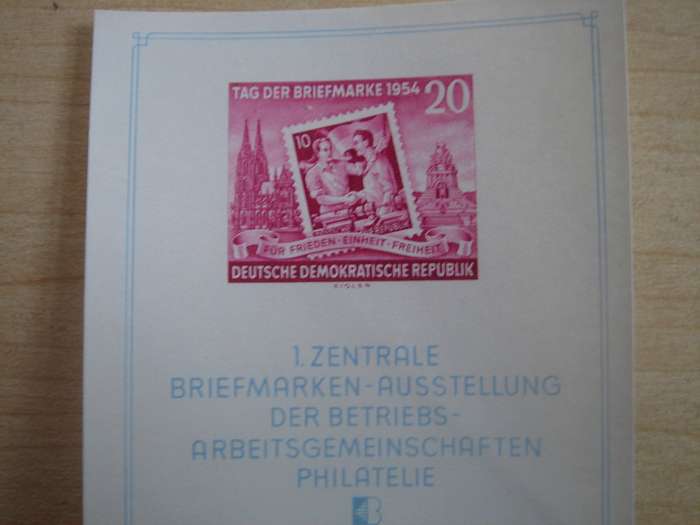 TAG DER BRIEFMARKE 1954 20
10
FÜR FRIEDEN · EINHEIT · FREIHEIT
DEUTSCHE DEMOKRATISCHE REPUBLIK
EIGLER
1. ZENTRALE
BRIEFMARKEN-AUSSTELLUNG
DER BETRIEBS-
ARBEITSGEMEINSCHAFTEN
PHILATELIE
B